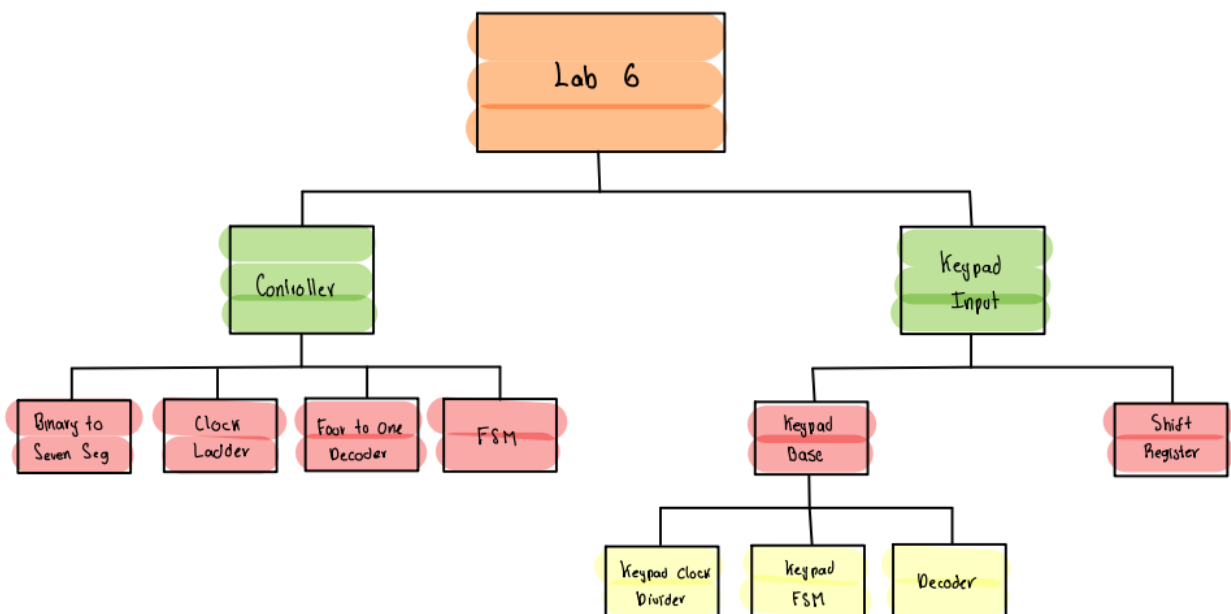 Lab 6
Controller
Keypad
Input
Binary to
Seven Seg
Clock
Ladder
Four to One
Decoder
FSM
Keypad
Base
Shift
Register
Keypad Clock
Divider
Keypad
FSM
Decoder